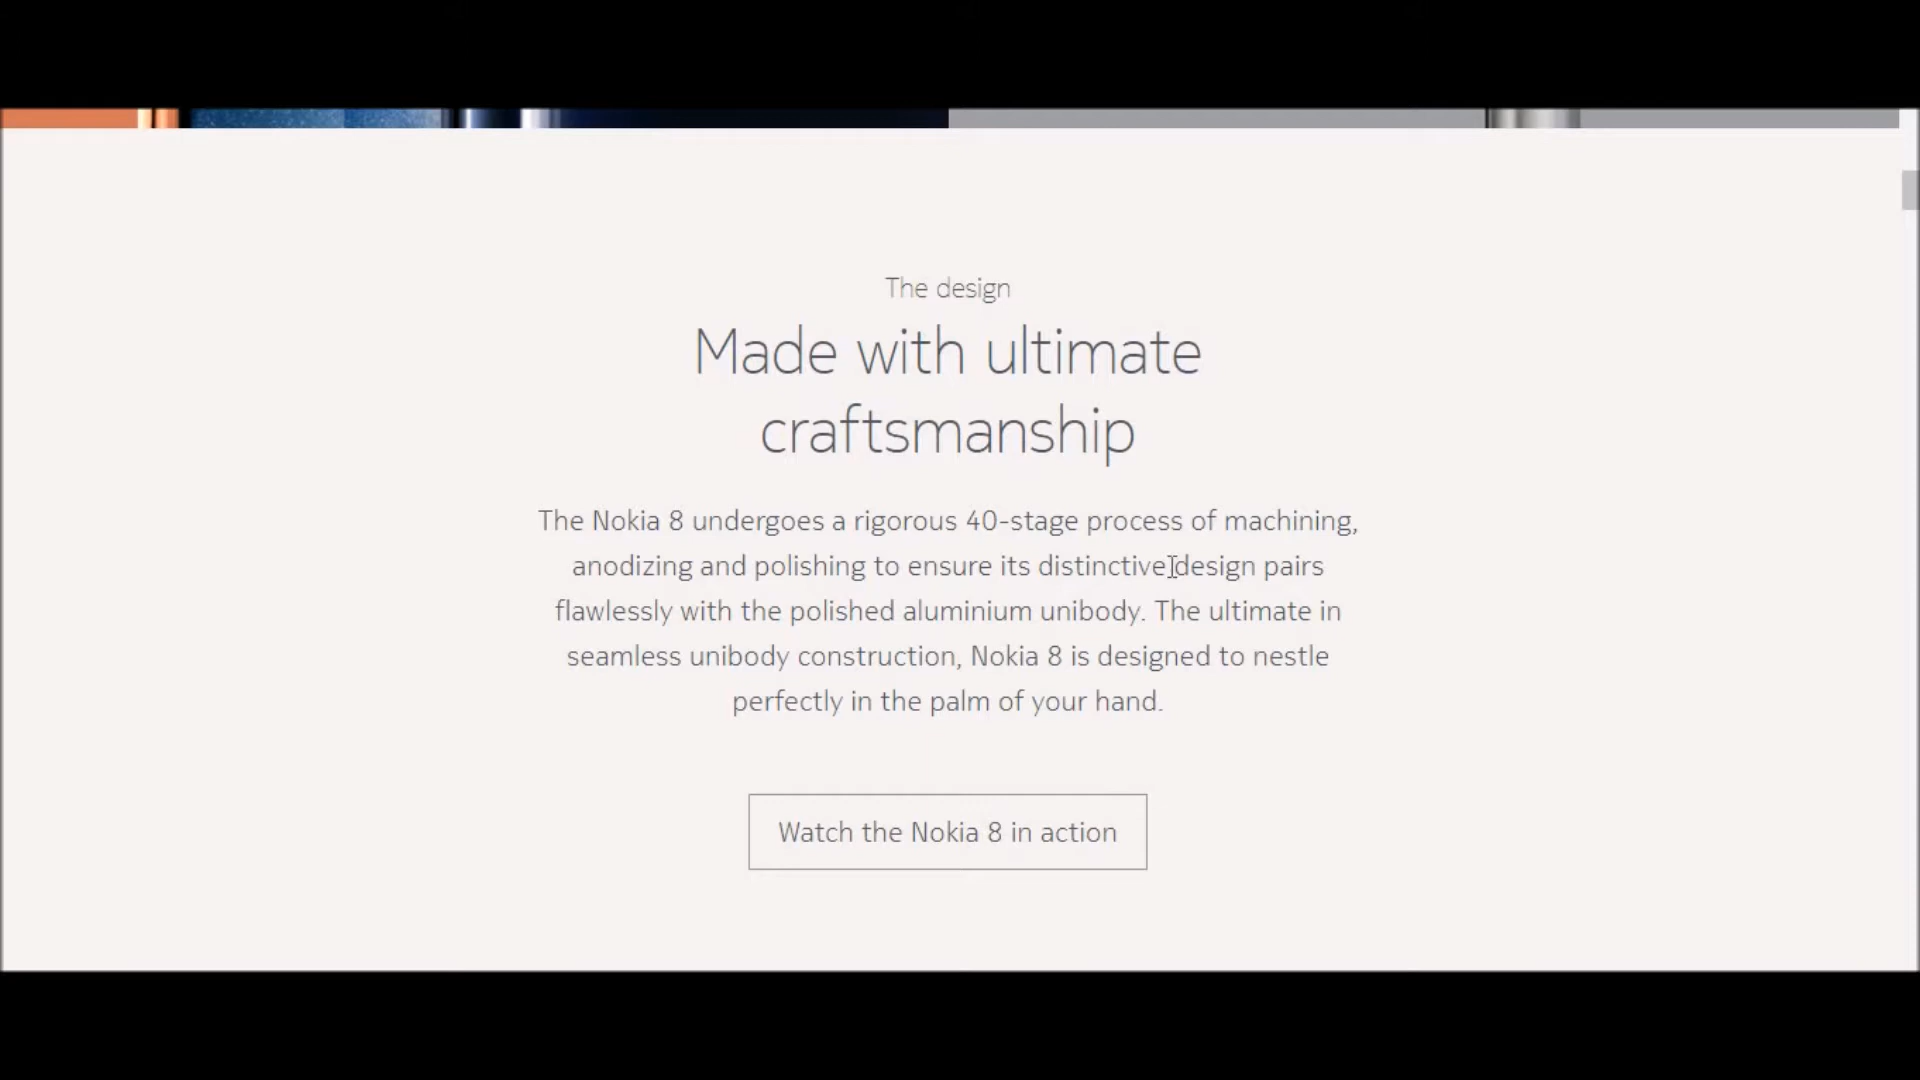 The design
Made with ultimate
craftsmanship
The Nokia 8 undergoes a rigorous 40-stage process of machining,
anodizing and polishing to ensure its distinctive design pairs
flawlessly with the polished aluminium unibody. The ultimate in
seamless unibody construction, Nokia 8 is designed to nestle
perfectly in the palm of your hand.
Watch the Nokia 8 in action